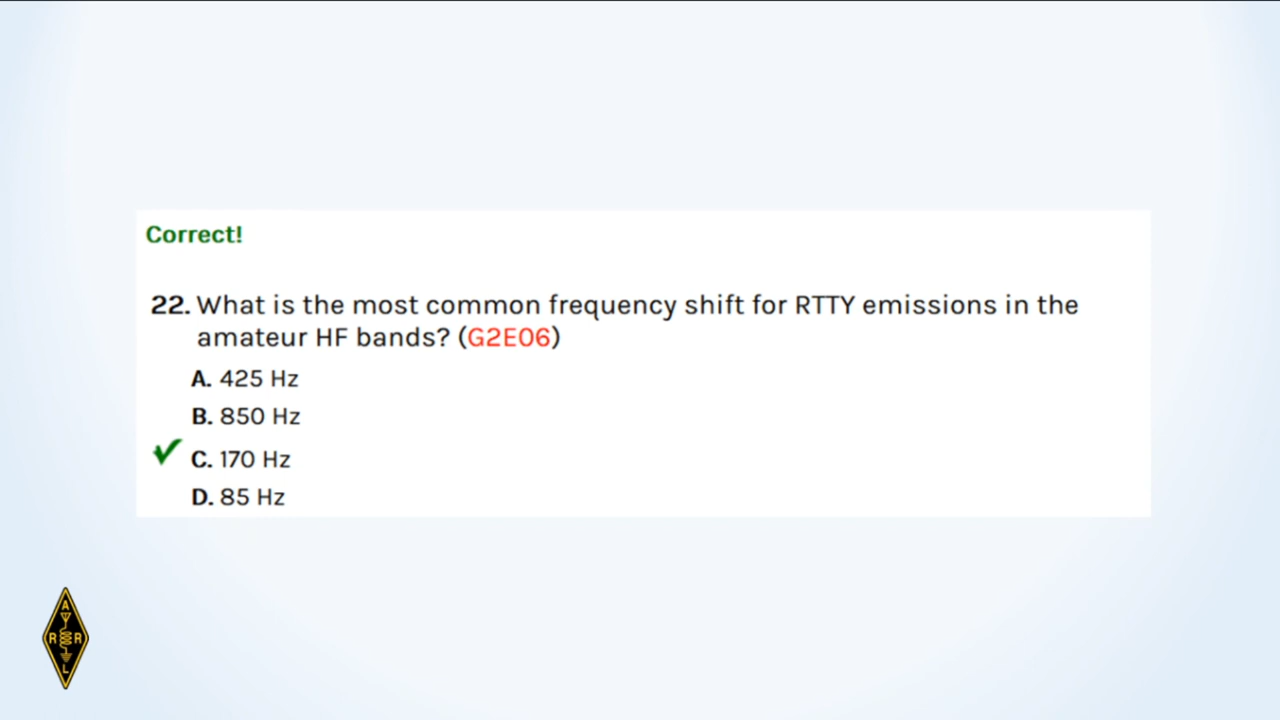 Correct!
22. What is the most common frequency shift for RTTY emissions in the
amateur HF bands? (G2E06)
A. 425 Hz
B. 850 Hz
C. 170 Hz
D. 85 Hz
A
R R
L